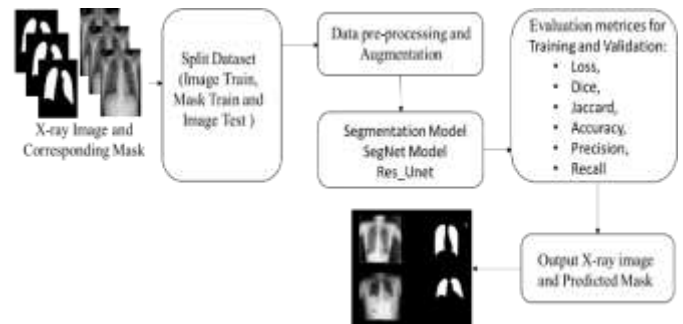 X-ray Image and
Corresponding Mask
Split Dataset
(Image Train,
Mask Train and
Image Test )
Data pre-processing and
Augmentation
Segmentation Model
SegNet Model
Res_Unet
Evaluation metrices for
Training and Validation:
• Loss,
• Dice,
• Jaccard,
• Accuracy,
• Precision,
• Recall
Output X-ray image
and Predicted Mask